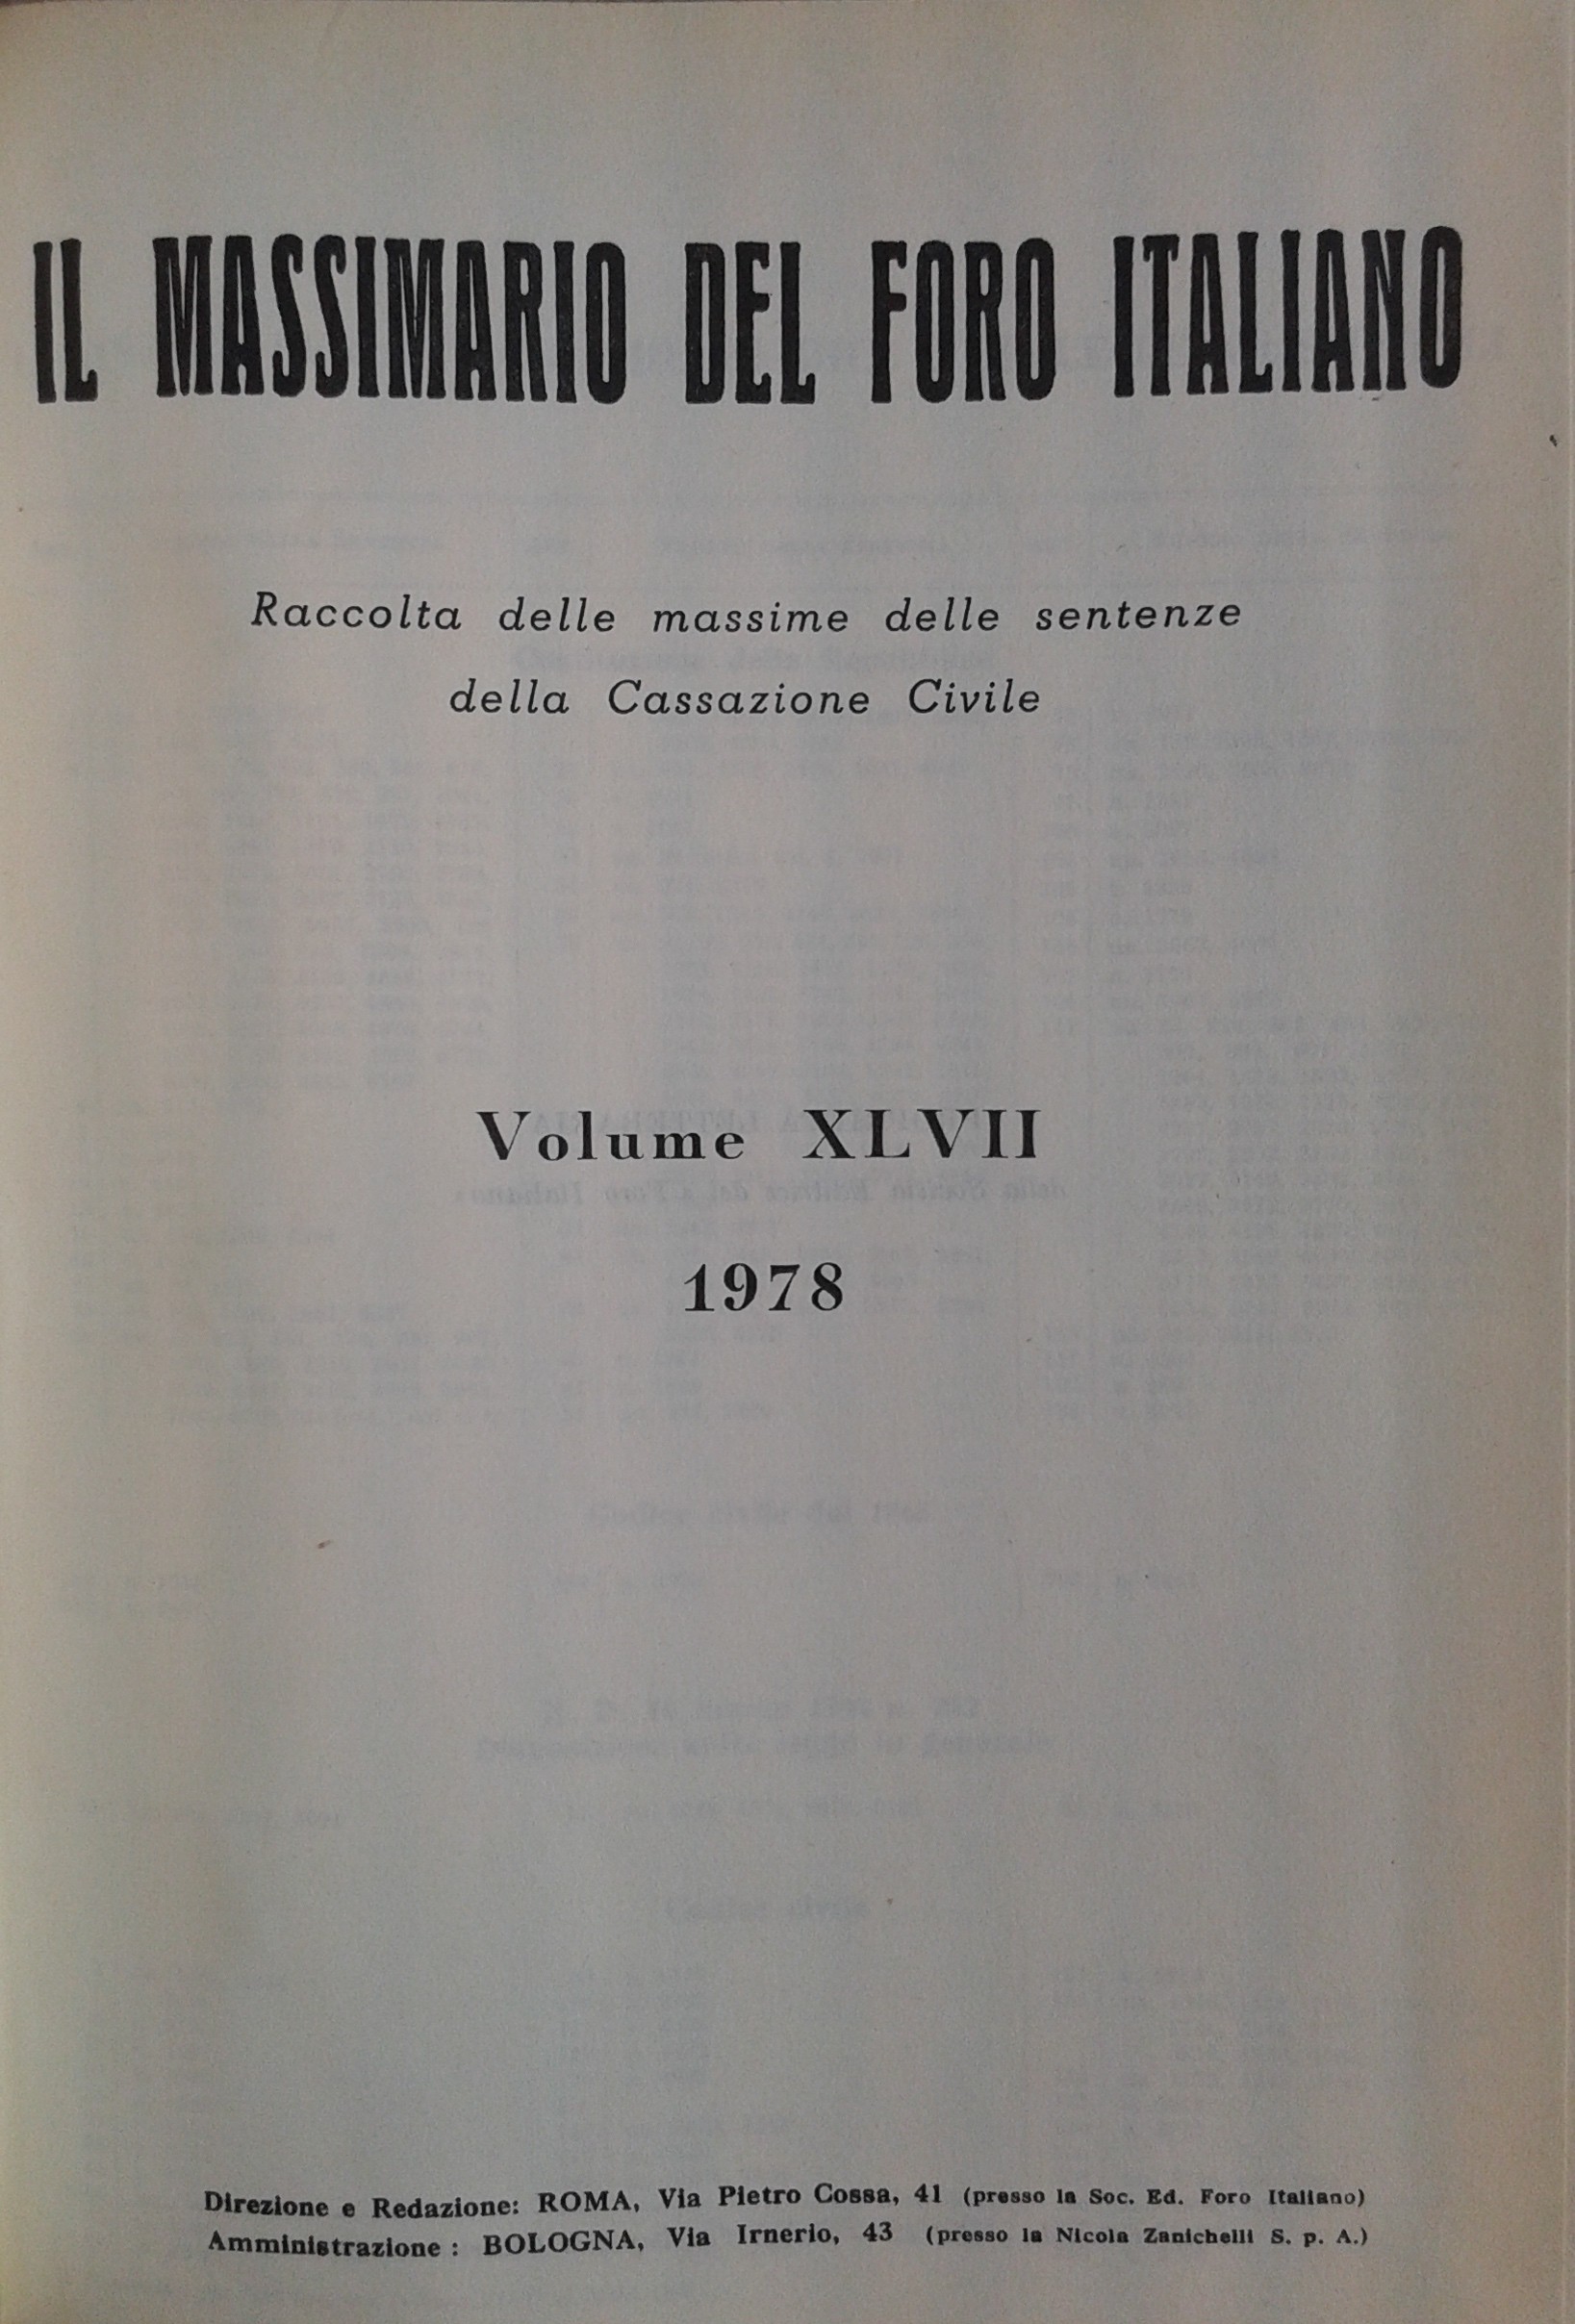 IL MASSIMARIO DEL FORO ITALIANO
Raccolta delle massime delle sentenze
della Cassazione Civile
Volume XLVII
1978
Direzione e Redazione: ROMA, Via Pietro Cossa, 41 (presso la Soc. Ed. Foro Italiano)
Amministrazione : BOLOGNA, Via Irnerio, 43 (presso la Nicola Zanichelli S. p. A.)